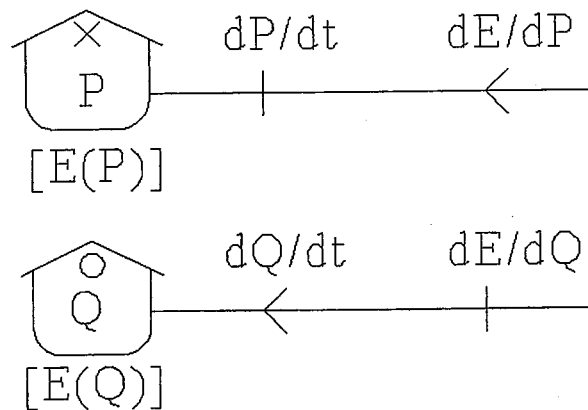 dP/dt dE/dP
P
[E(P)]
dQ/dt dE/dQ
Q
[E(Q)]